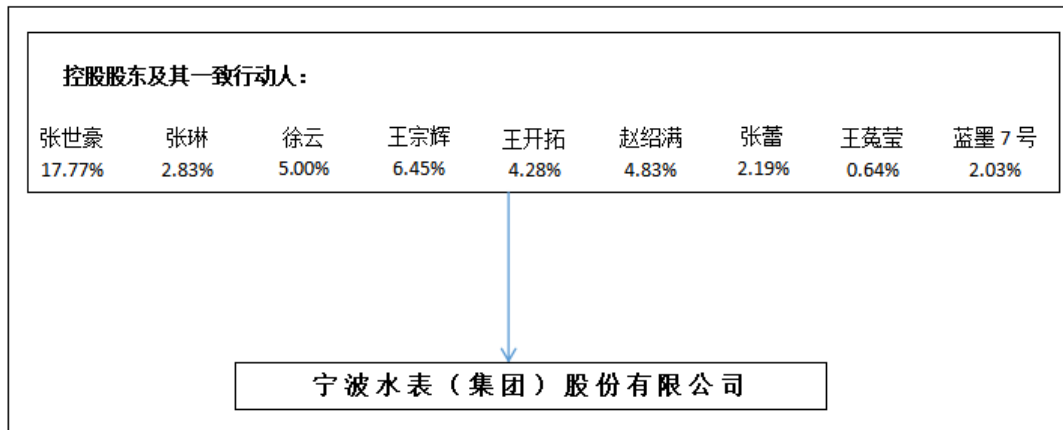 控股股东及其一致行动人：
张世豪 张琳 徐云 王宗辉 王开拓 赵绍满 张蕾 王菟莹 蓝墨 7 号
17.77% 2.83% 5.00% 6.45% 4.28% 4.83% 2.19% 0.64% 2.03%
宁波水表（集团）股份有限公司